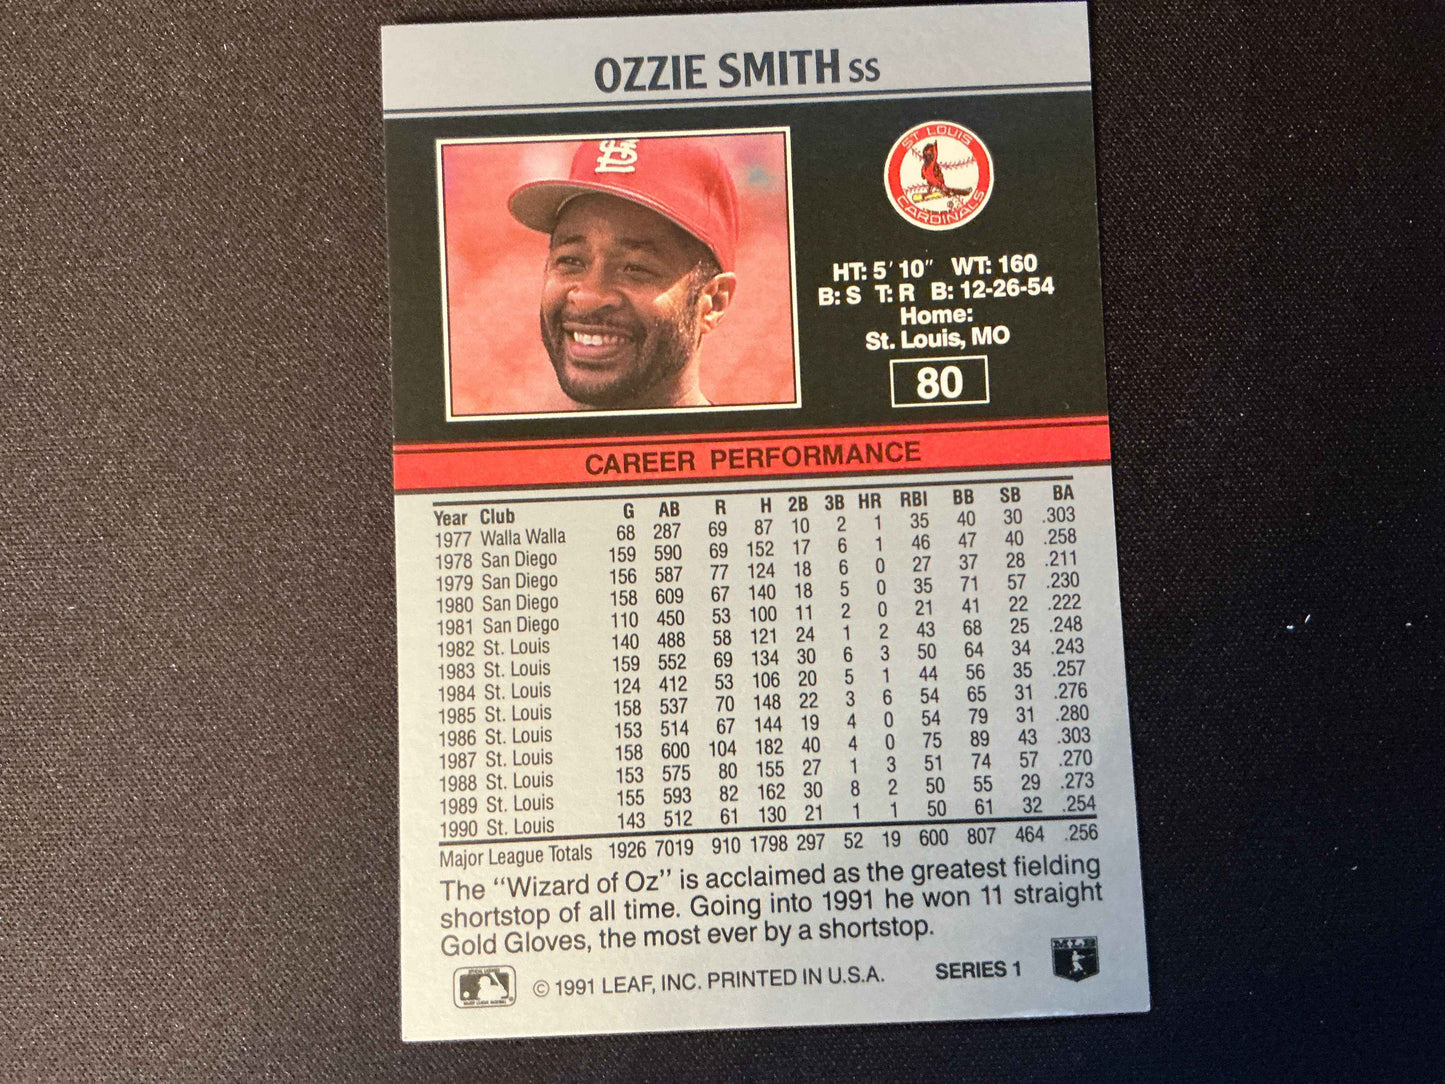 OZZIE SMITH SS
STL
ST LOUIS
CARDINALS
HT: 5' 10" WT: 160
B: S T: R B: 12-26-54
Home:
St. Louis, MO
80
CAREER PERFORMANCE
Year Club G AB R H 2B 3B HR RBI BB SB BA
1977 Walla Walla 68 287 69 87 10 2 1 35 40 30 .303
1978 San Diego 159 590 69 152 17 6 1 46 47 40 .258
1979 San Diego 156 587 77 124 18 6 0 27 37 28 .211
1980 San Diego 158 609 67 140 18 5 0 35 71 57 .230
1981 San Diego 110 450 53 100 11 2 0 21 41 22 .222
1982 St. Louis 140 488 58 121 24 1 2 43 68 25 .248
1983 St. Louis 159 552 69 134 30 6 3 50 64 34 .243
1984 St. Louis 124 412 53 106 20 5 1 44 56 35 .257
1985 St. Louis 158 537 70 148 22 3 6 54 65 31 .276
1986 St. Louis 153 514 67 144 19 4 0 54 79 31 .280
1987 St. Louis 158 600 104 182 40 4 0 75 89 43 .303
1988 St. Louis 153 575 80 155 27 1 3 51 74 57 .270
1989 St. Louis 155 593 82 162 30 8 2 50 55 29 .273
1990 St. Louis 143 512 61 130 21 1 1 50 61 32 .254
Major League Totals 1926 7019 910 1798 297 52 19 600 807 464 .256
The "Wizard of Oz" is acclaimed as the greatest fielding
shortstop of all time. Going into 1991 he won 11 straight
Gold Gloves, the most ever by a shortstop.
© 1991 LEAF, INC. PRINTED IN U.S.A. SERIES 1